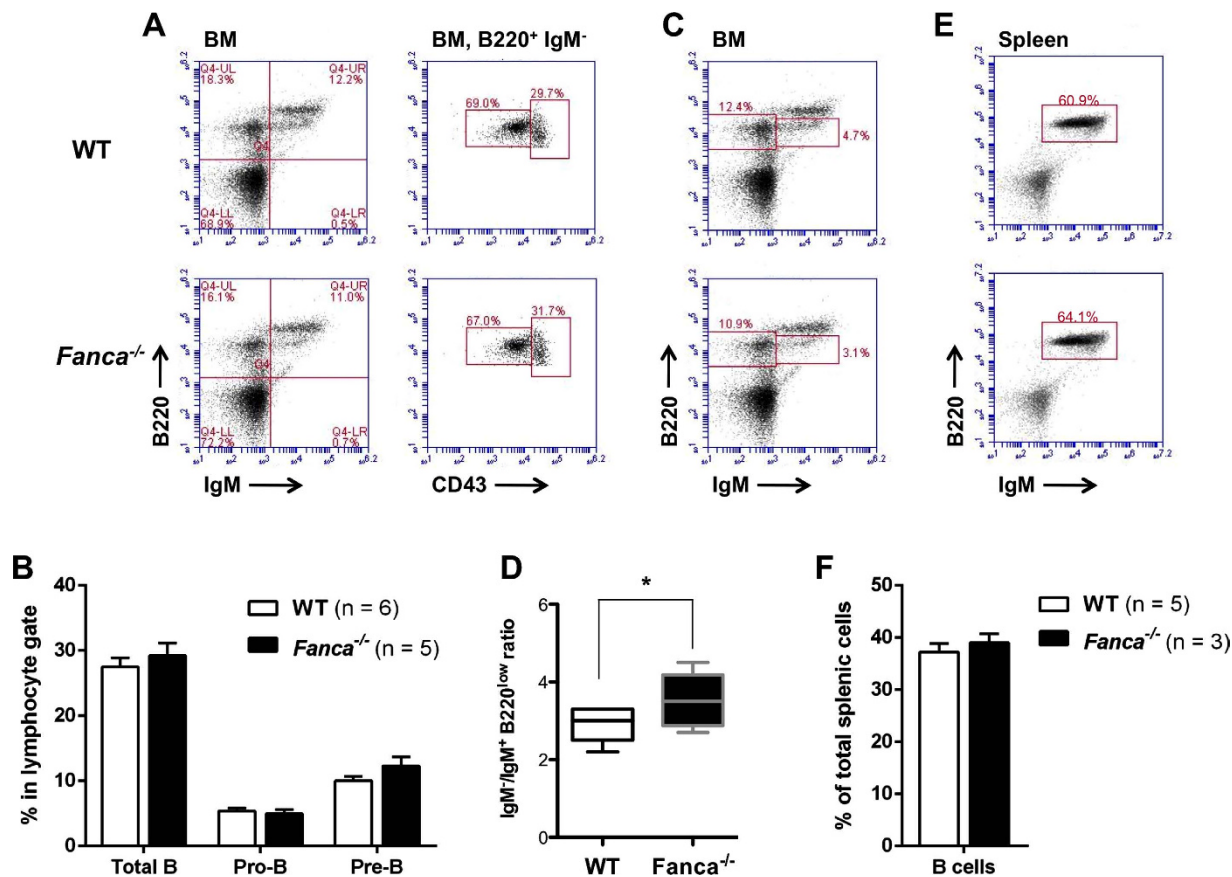 A
BM
BM, B220+ IgM-
C
BM
E
Spleen
WT
Q4-UL
18.3%
Q4-UR
12.2%
Q4
Q4-LL
68.9%
Q4-LR
0.5%
69.0%
29.7%
12.4%
4.7%
60.9%
Fanca-/-
Q4-UL
16.1%
Q4-UR
11.0%
Q4
Q4-LL
72.2%
Q4-LR
0.7%
67.0%
31.7%
10.9%
3.1%
64.1%
B220
IgM
CD43
B220
IgM
B220
IgM
B
% in lymphocyte gate
40
30
20
10
0
WT (n = 6)
Fanca-/- (n = 5)
Total B
Pro-B
Pre-B
D
IgM-/IgM+ B220low ratio
6
4
2
0
*
WT
Fanca-/-
F
% of total splenic cells
50
40
30
20
10
0
WT (n = 5)
Fanca-/- (n = 3)
B cells